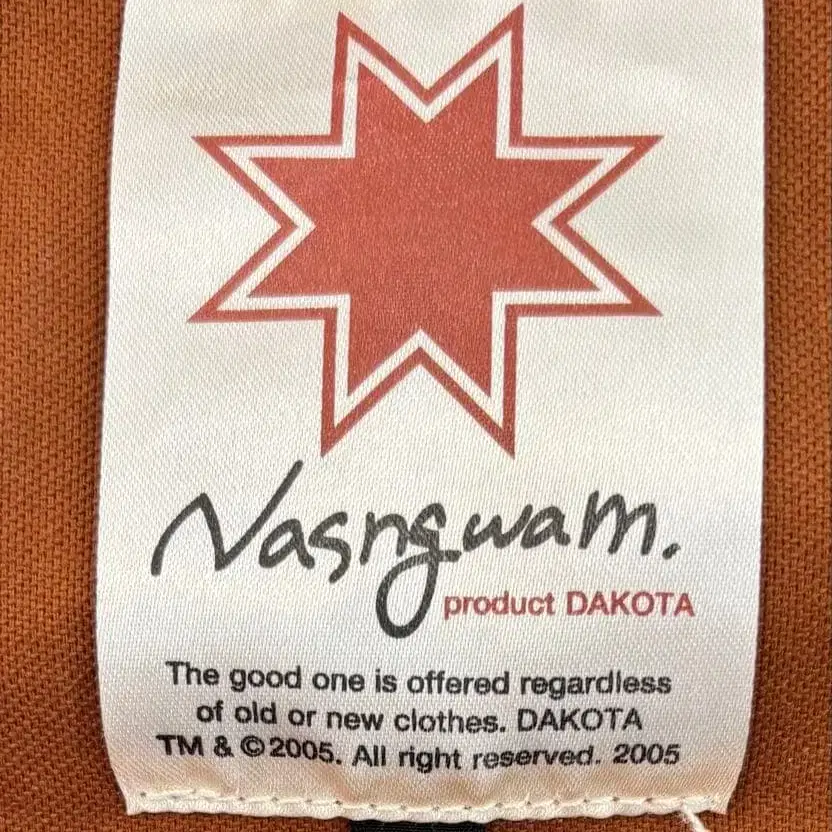 Nasngwam.
product DAKOTA
The good one is offered regardless
of old or new clothes. DAKOTA
TM & ©2005. All right reserved. 2005